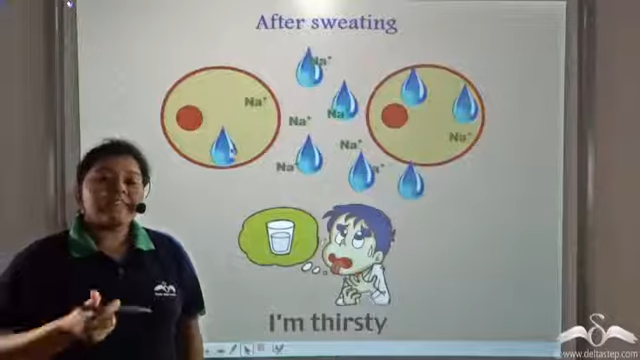 After sweating
Na⁺
Na⁺
Na⁺
Na
Na⁺
Na⁺
Na⁺
I'm thirsty
www.deltastep.com